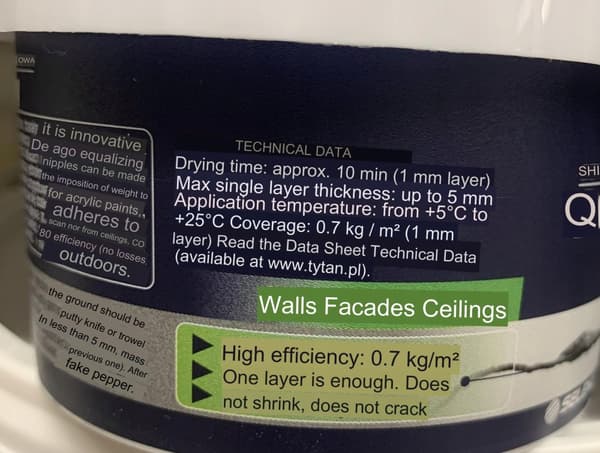 OWA
It is innovative
De ago equalizing
nipples can be made
the imposition of weight to
for acrylic paints,,
adheres to
scan nor from ceilings, co
80 efficiency (no losses
outdoors.
the ground should be
putty knife or trowel
In less than 5 mm, mass
previous one). After
fake pepper.
TECHNICAL DATA
Drying time: approx. 10 min (1 mm layer)
Max single layer thickness: up to 5 mm
Application temperature: from +5°C to
+25°C Coverage: 0.7 kg / m² (1 mm
layer) Read the Data Sheet Technical Data
(available at www.tytan.pl).
Walls Facades Ceilings
High efficiency: 0.7 kg/m²
One layer is enough. Does
not shrink, does not crack
SHI